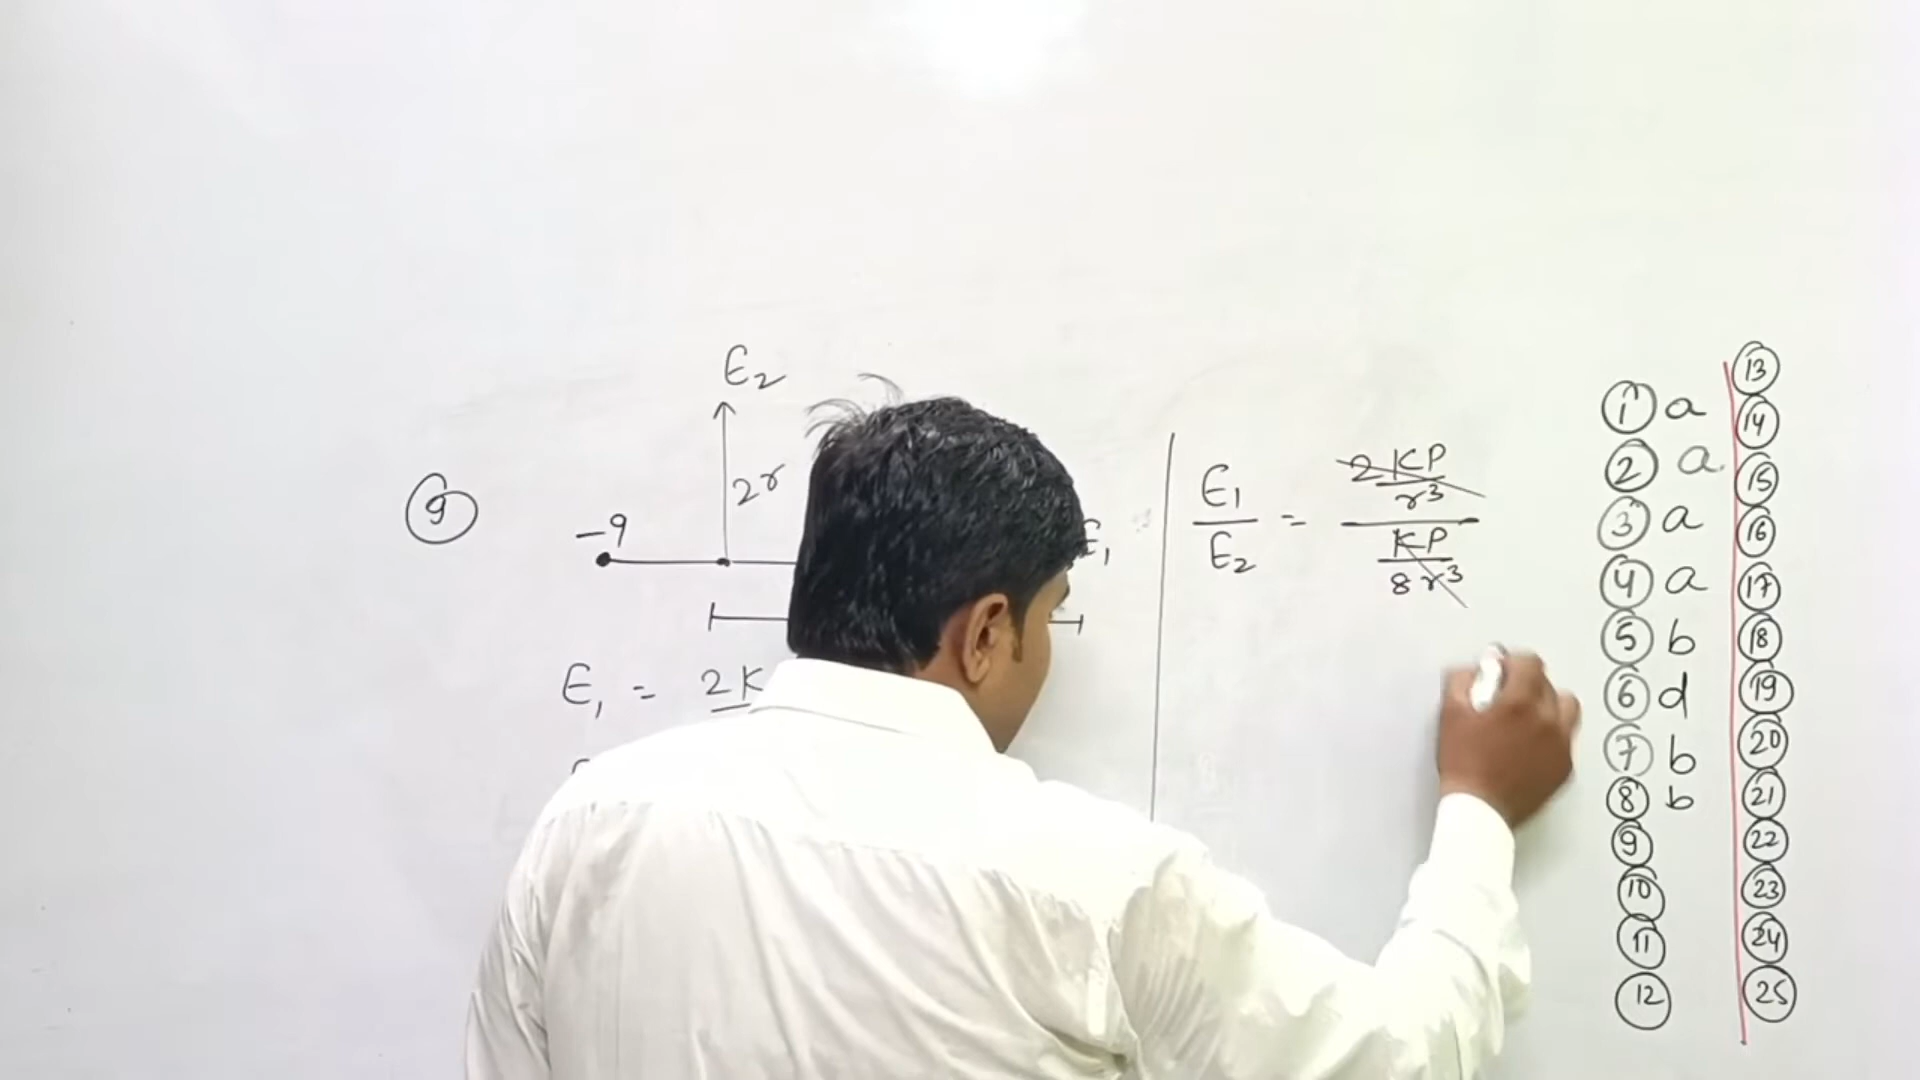 9
E₂
2r
-q
E₁
E₁ = 2K
E₁/E₂ = (2KP/r³)/(KP/8r³)
1 a
2 a
3 a
4 a
5 b
6 d
7 b
8 b
9
10
11
12
13
14
15
16
17
18
19
20
21
22
23
24
25